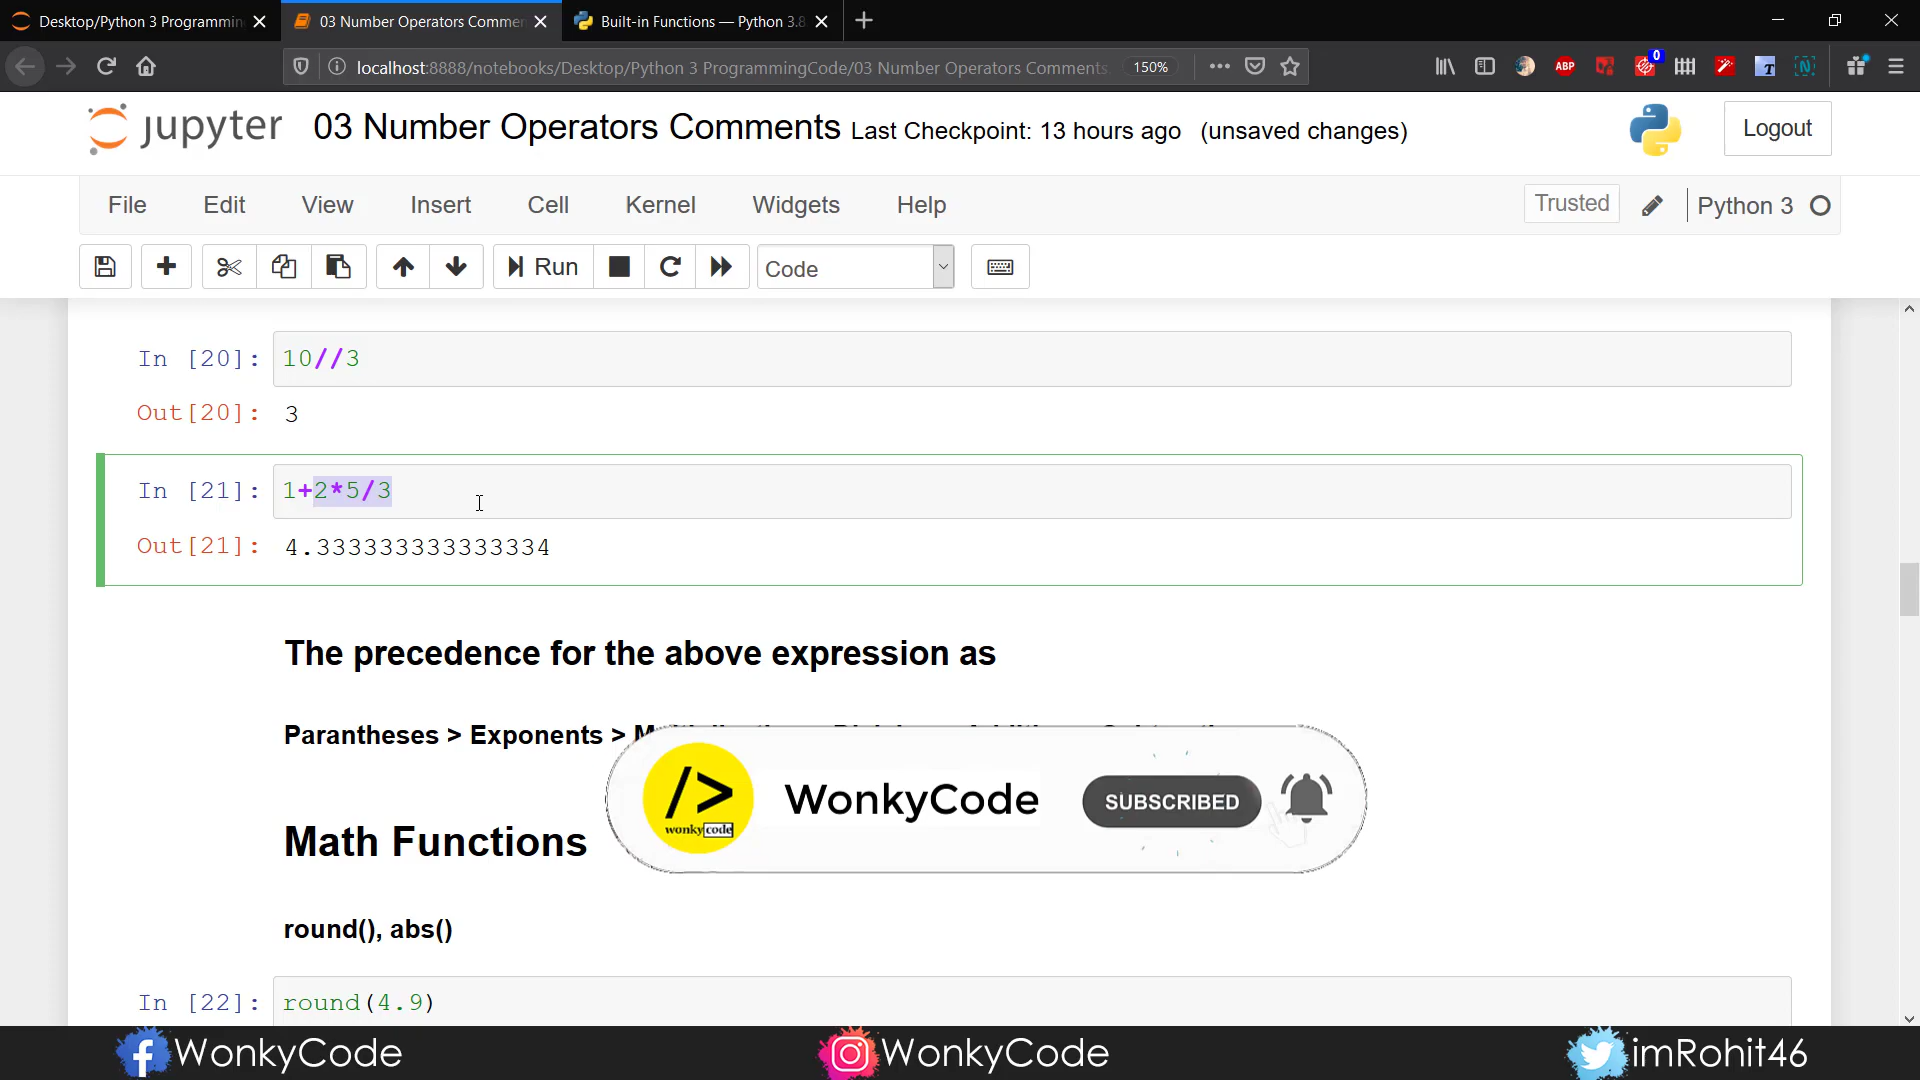 Desktop/Python 3 Programmin
03 Number Operators Commen
Built-in Functions — Python 3.8
localhost:8888/notebooks/Desktop/Python 3 ProgrammingCode/03 Number Operators Comments.
150%
ABP
0
T
N
jupyter
03 Number Operators Comments
Last Checkpoint: 13 hours ago (unsaved changes)
Logout
File Edit View Insert Cell Kernel Widgets Help
Trusted
Python 3
Run
Code
In [20]: 10//3
Out[20]: 3
In [21]: 1+2*5/3
Out[21]: 4.333333333333334
The precedence for the above expression as
Parantheses > Exponents >
/>
wonky code
WonkyCode
SUBSCRIBED
Math Functions
round(), abs()
In [22]: round(4.9)
WonkyCode
WonkyCode
imRohit46